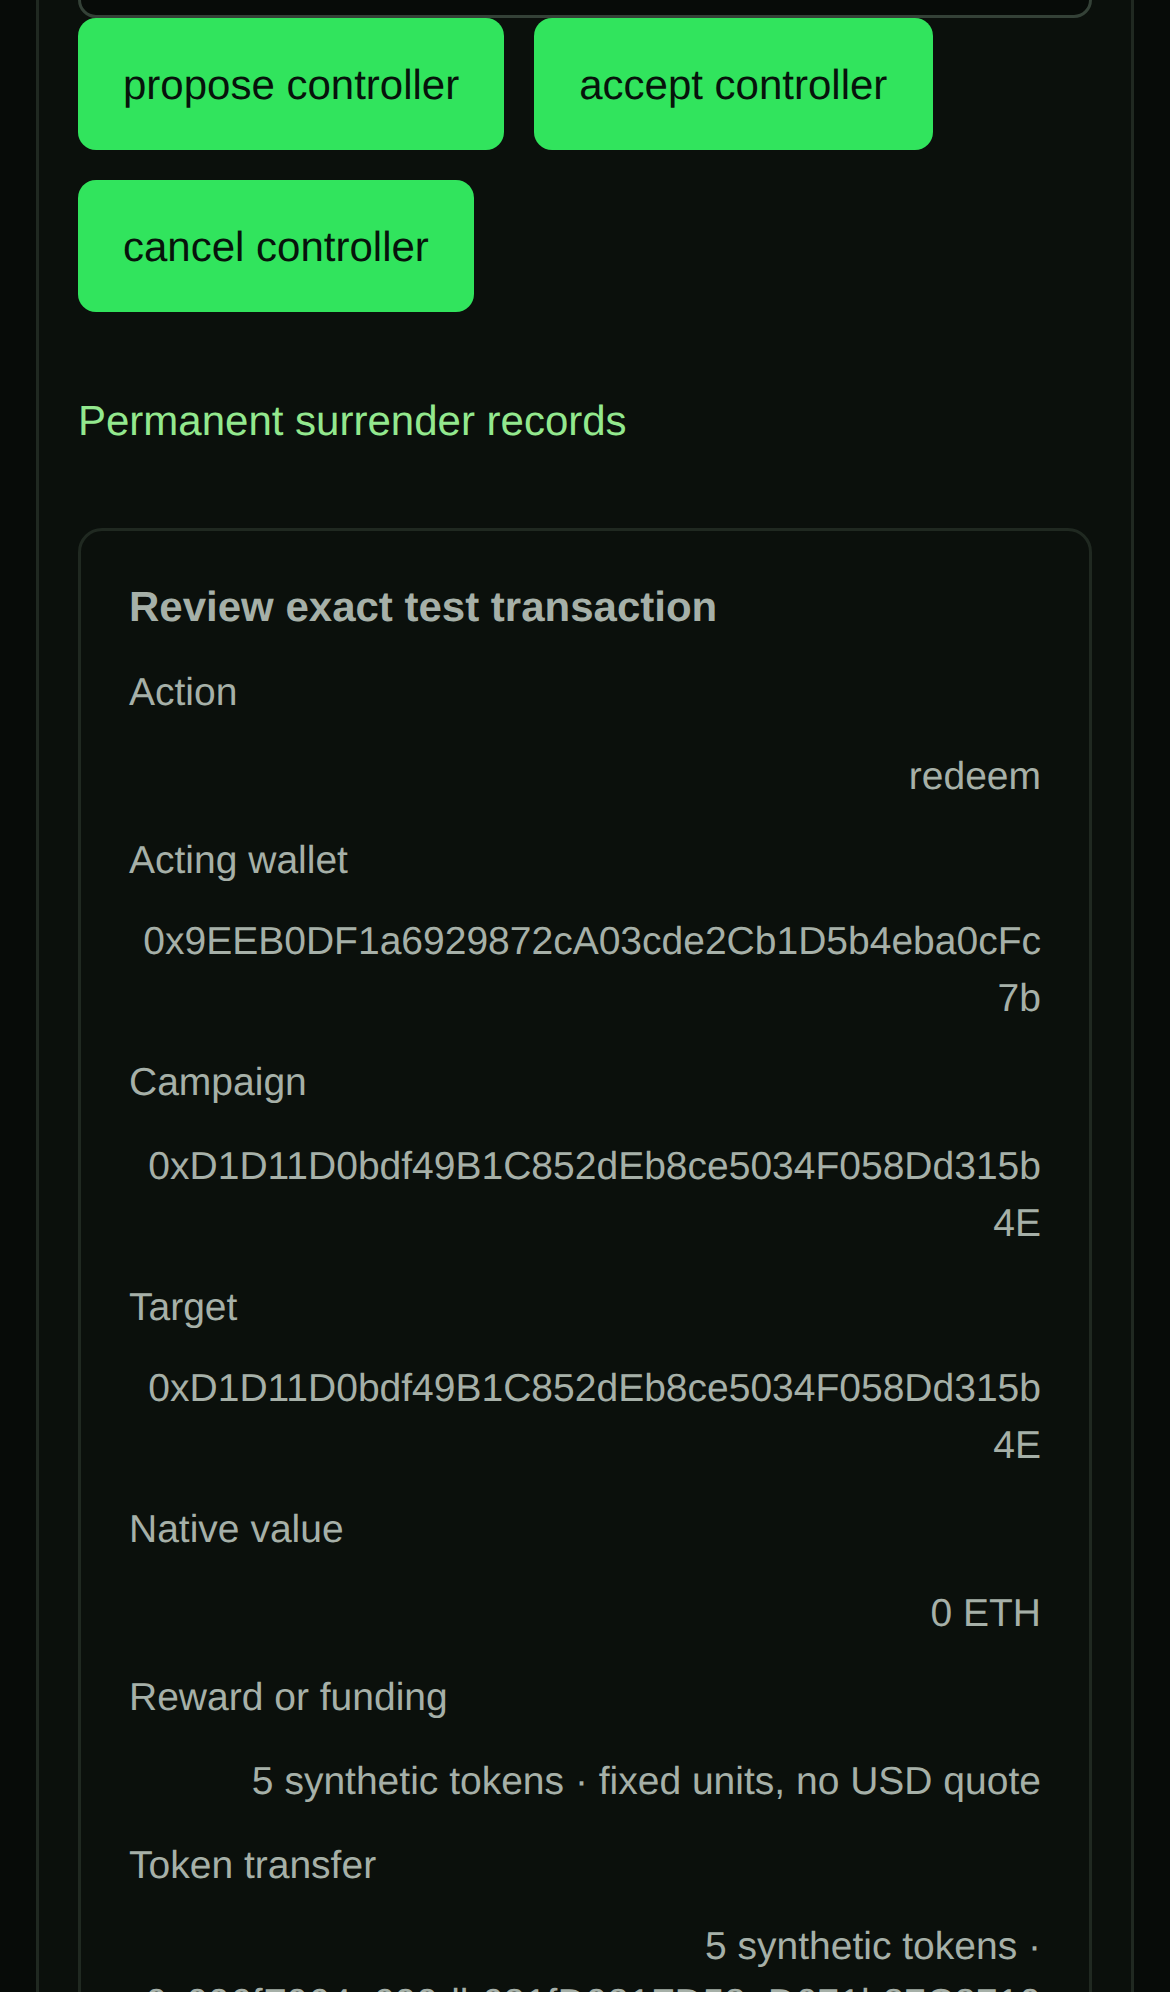 propose controller
accept controller
cancel controller
Permanent surrender records
Review exact test transaction
Action
redeem
Acting wallet
0x9EEB0DF1a6929872cA03cde2Cb1D5b4eba0cFc
7b
Campaign
0xD1D11D0bdf49B1C852dEb8ce5034F058Dd315b
4E
Target
0xD1D11D0bdf49B1C852dEb8ce5034F058Dd315b
4E
Native value
0 ETH
Reward or funding
5 synthetic tokens · fixed units, no USD quote
Token transfer
5 synthetic tokens ·